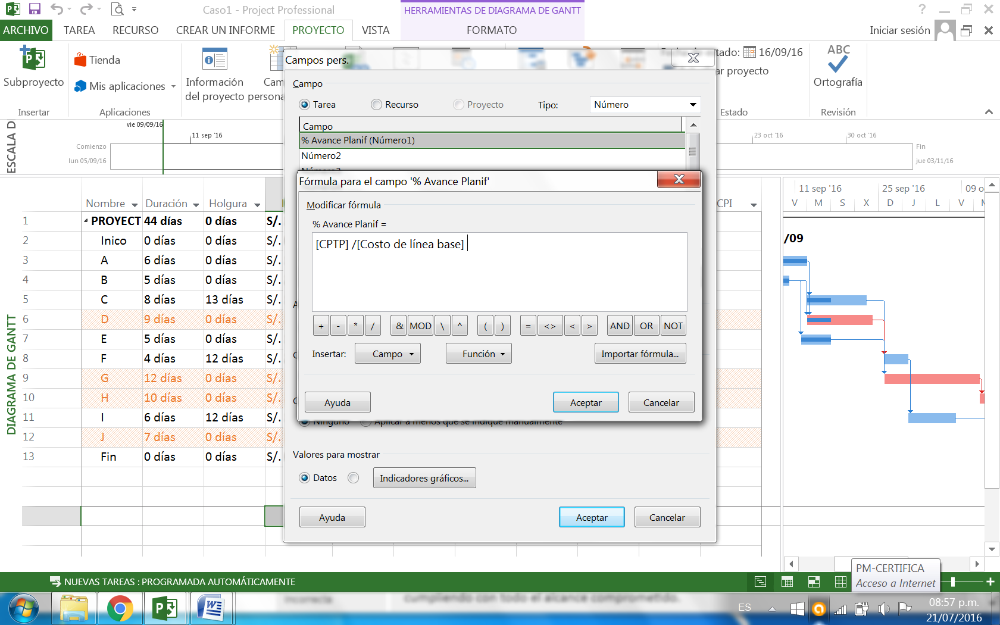 Caso1 - Project Professional
HERRAMIENTAS DE DIAGRAMA DE GANTT
ARCHIVO TAREA RECURSO CREAR UN INFORME PROYECTO VISTA FORMATO
Iniciar sesión
Subproyecto
Insertar
Tienda
Mis aplicaciones
Aplicaciones
Información
del proyecto
16/09/16
ar proyecto
Estado
ABC
Ortografía
Revisión
ESCALA D
vie 09/09/16
11 sep '16
23 oct '16
30 oct '16
Comienzo
lun 05/09/16
Fin
jue 03/11/16
Campos pers.
Campo
Tarea Recurso Proyecto Tipo: Número
Campo
% Avance Planif (Número1)
Número2
Fórmula para el campo '% Avance Planif'
Modificar fórmula
% Avance Planif =
[CPTP] /[Costo de línea base]
+ - * / & MOD \ ^ ( ) = <> < > AND OR NOT
Insertar: Campo Función Importar fórmula...
Ayuda Aceptar Cancelar
Ninguno Aplicar a menos que se indique manualmente
Valores para mostrar
Datos Indicadores gráficos...
Ayuda Aceptar Cancelar
DIAGRAMA DE GANTT
Nombre Duración Holgura CPI
1 PROYECT 44 días 0 días S/.
2 Inico 0 días 0 días S/.
3 A 6 días 0 días S/.
4 B 5 días 0 días S/.
5 C 8 días 13 días S/.
6 D 9 días 0 días S/.
7 E 5 días 0 días S/.
8 F 4 días 12 días S/.
9 G 12 días 0 días S/.
10 H 10 días 0 días S/.
11 I 6 días 12 días S/.
12 J 7 días 0 días S/.
13 Fin 0 días 0 días S/.
11 sep '16 25 sep '16 09 o
V M S X D J L V
/09
NUEVAS TAREAS : PROGRAMADA AUTOMÁTICAMENTE
PM-CERTIFICA
Acceso a Internet
incorrecta
cumpliendo con todo el alcance comprometido.
ES
08:57 p.m.
21/07/2016